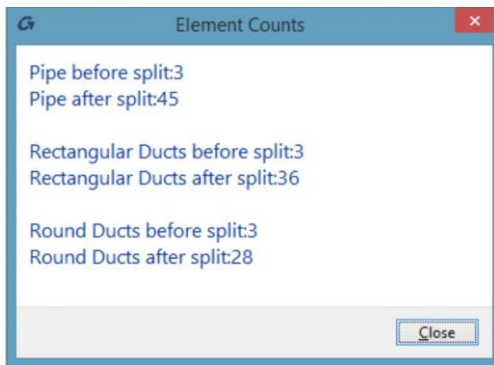 Element Counts
Pipe before split:3
Pipe after split:45
Rectangular Ducts before split:3
Rectangular Ducts after split:36
Round Ducts before split:3
Round Ducts after split:28
Close